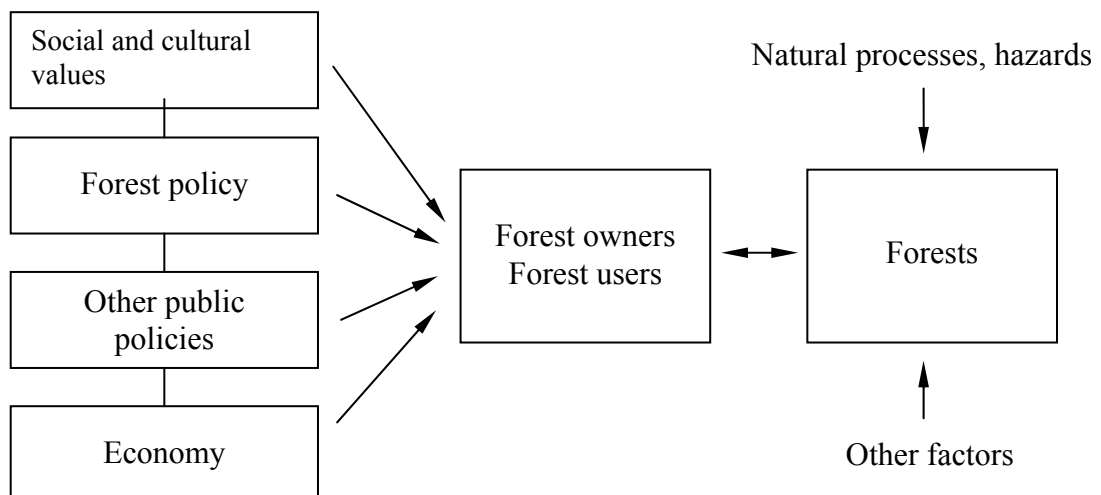 Social and cultural
values
Forest policy
Other public
policies
Economy
Forest owners
Forest users
Natural processes, hazards
Forests
Other factors